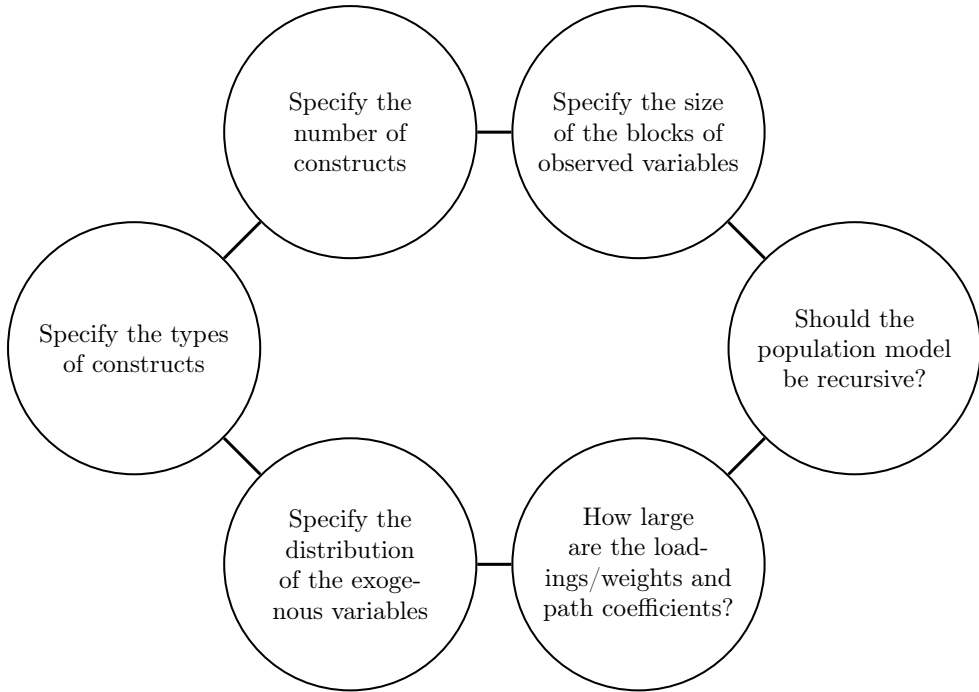 Specify the
number of
constructs
Specify the size
of the blocks of
observed variables
Specify the types
of constructs
Should the
population model
be recursive?
Specify the
distribution
of the exoge-
nous variables
How large
are the load-
ings/weights and
path coefficients?